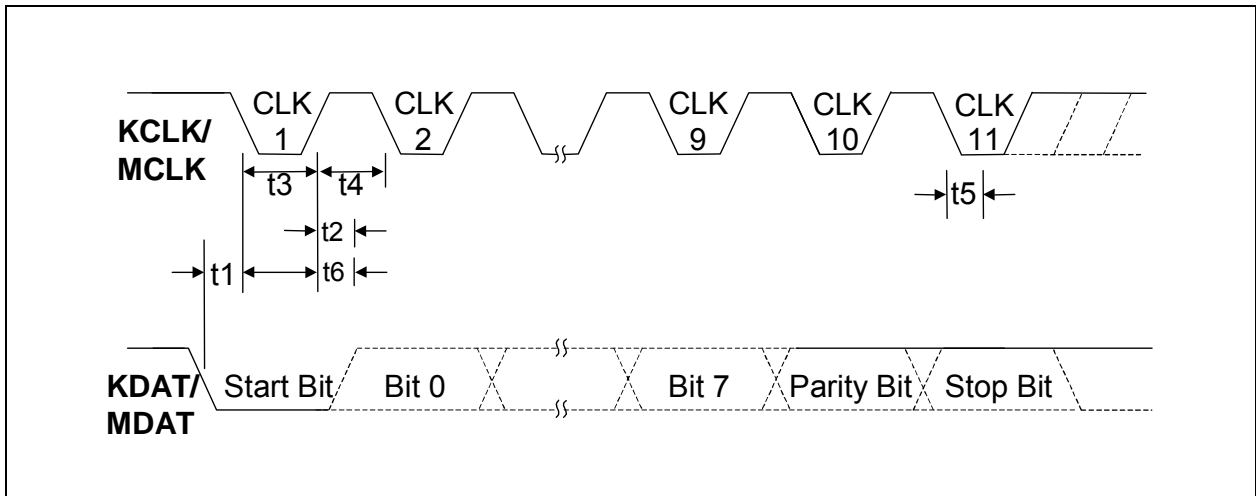 KCLK/
MCLK
CLK
1
CLK
2
CLK
9
CLK
10
CLK
11
t3
t4
t5
t2
t1
t6
KDAT/
MDAT
Start Bit
Bit 0
Bit 7
Parity Bit
Stop Bit